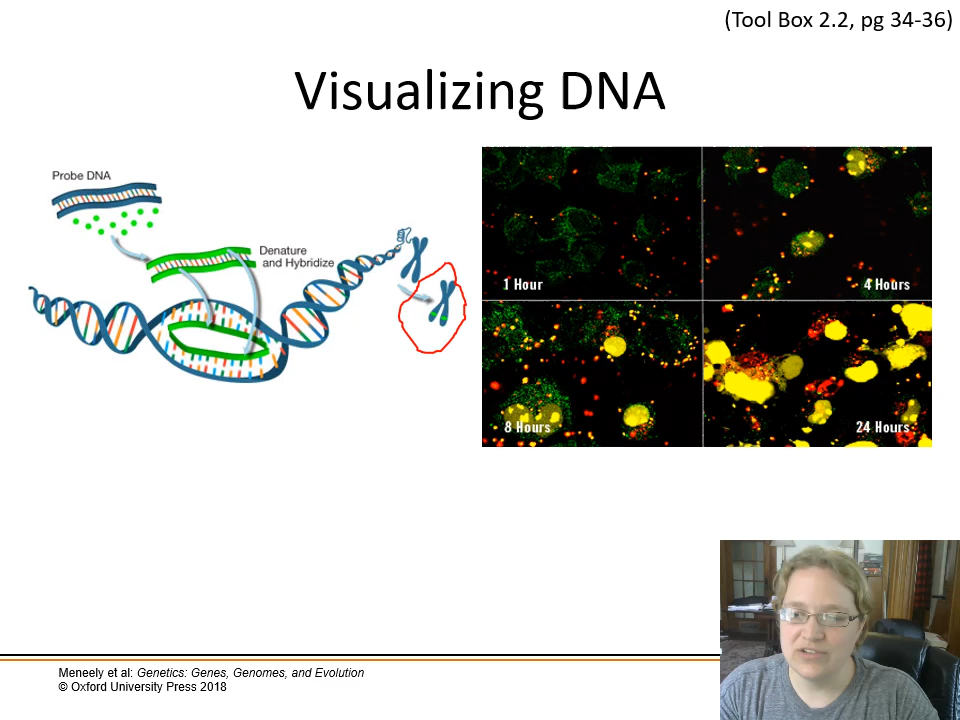 (Tool Box 2.2, pg 34-36)
Visualizing DNA
Probe DNA
Denature
and Hybridize
1 Hour
4 Hours
8 Hours
24 Hours
Meneely et al: Genetics: Genes, Genomes, and Evolution
© Oxford University Press 2018